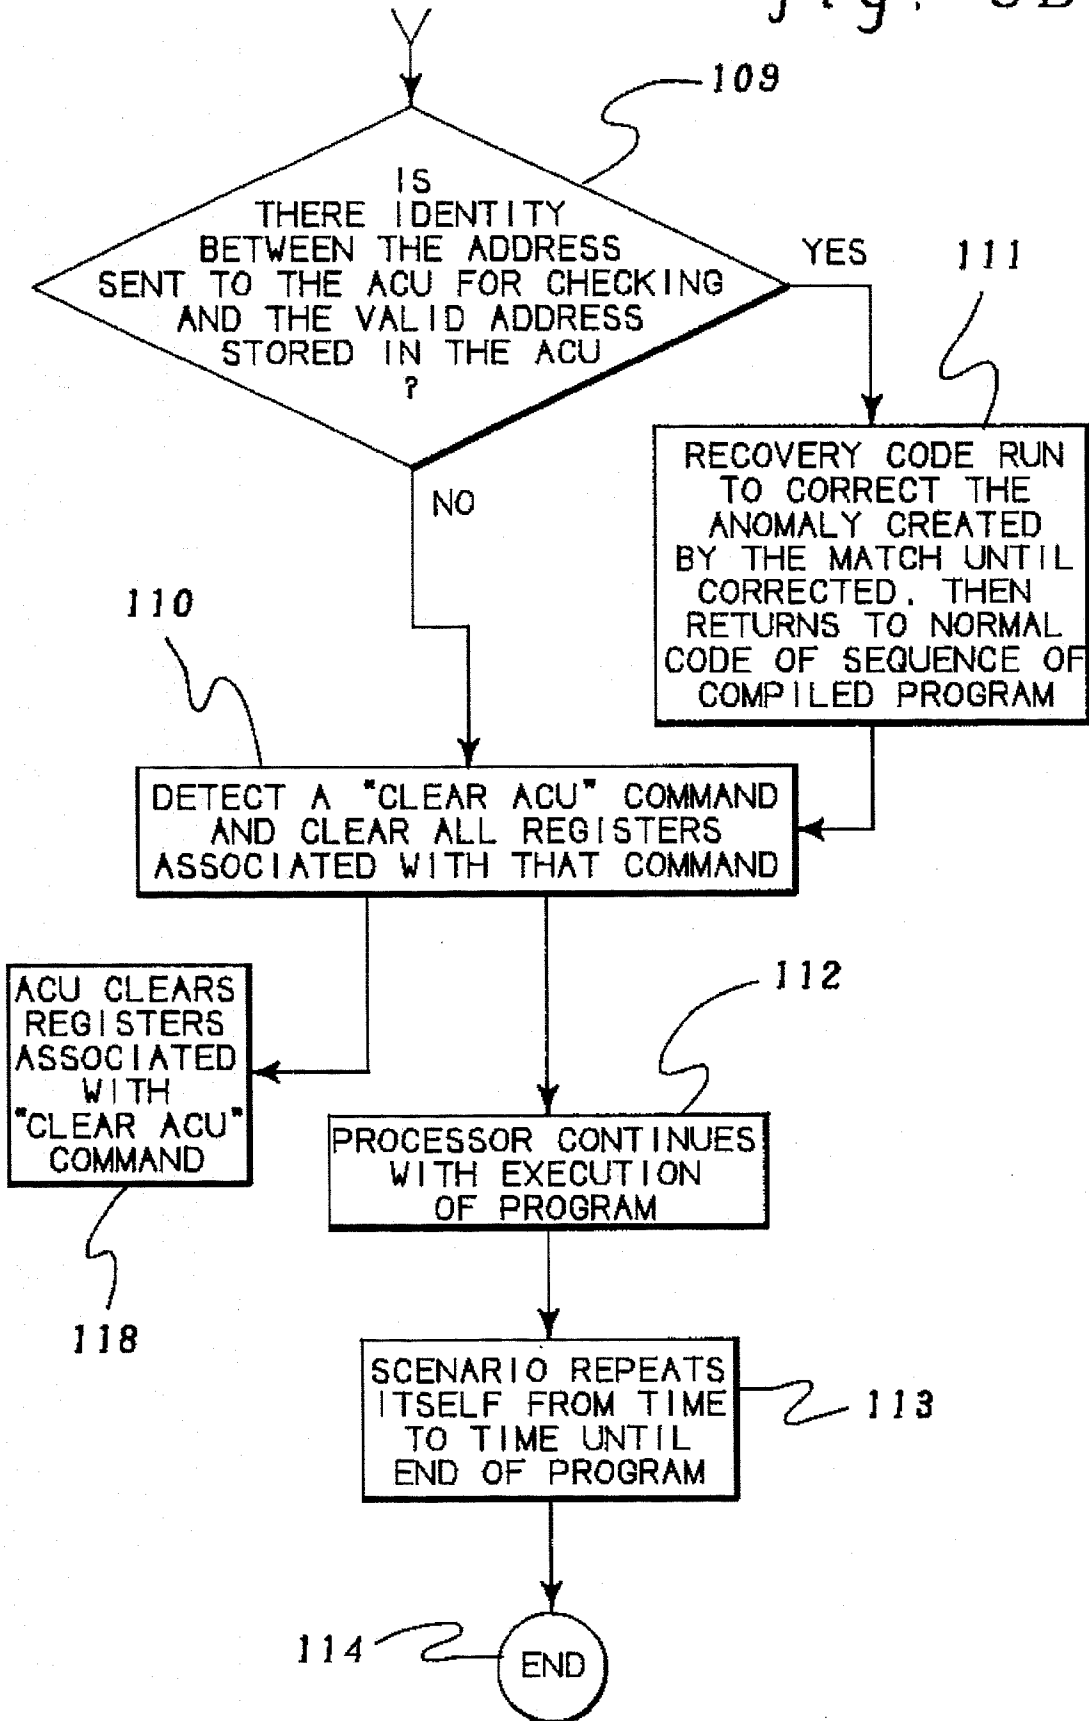 fig. 
109
IS
THERE IDENTITY
BETWEEN THE ADDRESS
SENT TO THE ACU FOR CHECKING
AND THE VALID ADDRESS
STORED IN THE ACU
?
YES
111
NO
RECOVERY CODE RUN
TO CORRECT THE
ANOMALY CREATED
BY THE MATCH UNTIL
CORRECTED. THEN
RETURNS TO NORMAL
CODE OF SEQUENCE OF
COMPILED PROGRAM
110
DETECT A "CLEAR ACU" COMMAND
AND CLEAR ALL REGISTERS
ASSOCIATED WITH THAT COMMAND
ACU CLEARS
REGISTERS
ASSOCIATED
WITH
"CLEAR ACU"
COMMAND
118
112
PROCESSOR CONTINUES
WITH EXECUTION
OF PROGRAM
SCENARIO REPEATS
ITSELF FROM TIME
TO TIME UNTIL
END OF PROGRAM
113
114
END